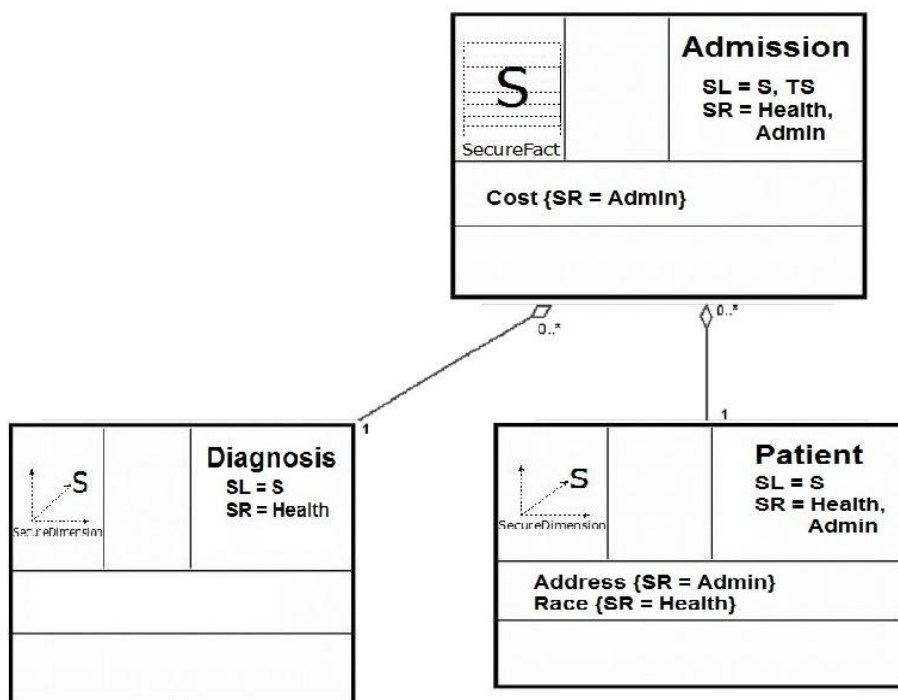 Admission
SL = S, TS
SR = Health,
Admin
S
SecureFact
Cost {SR = Admin}
0..*
0..*
1
1
Diagnosis
SL = S
SR = Health
S
SecureDimension
Patient
SL = S
SR = Health,
Admin
S
SecureDimension
Address {SR = Admin}
Race {SR = Health}